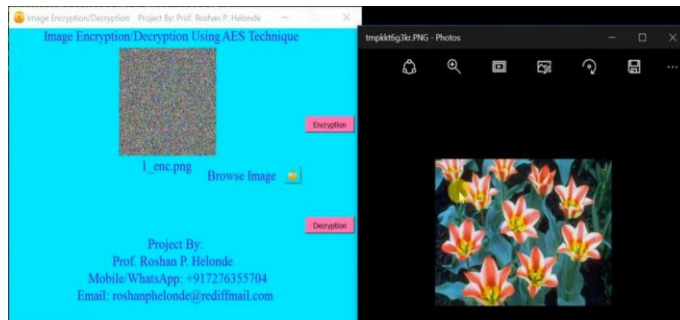 Image Encryption/Decryption Project By: Prof. Roshan P. Helonde
Image Encryption/Decryption Using AES Technique
Encryption
1_enc.png
Browse Image
Decryption
Project By:
Prof. Roshan P. Helonde
Mobile/WhatsApp: +917276355704
Email: roshanphelonde@rediffmail.com
tmpkkt6g3kr.PNG - Photos